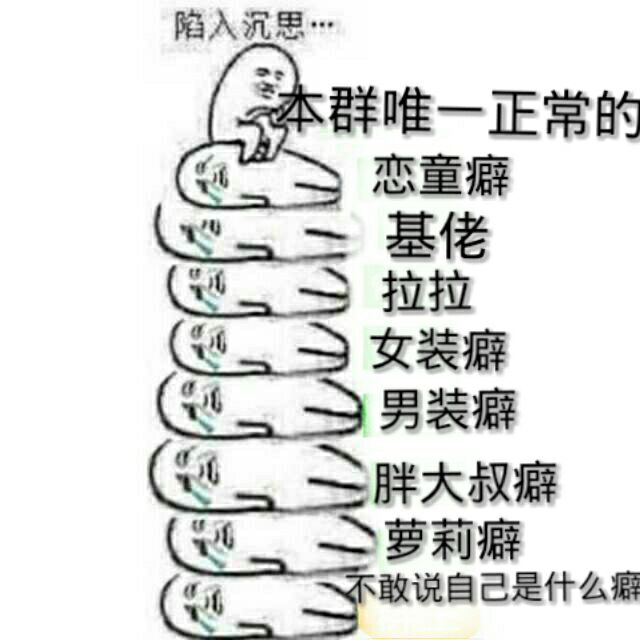 陷入沉思…
本群唯一正常的
恋童癖
基佬
拉拉
女装癖
男装癖
胖大叔癖
萝莉癖
不敢说自己是什么癖